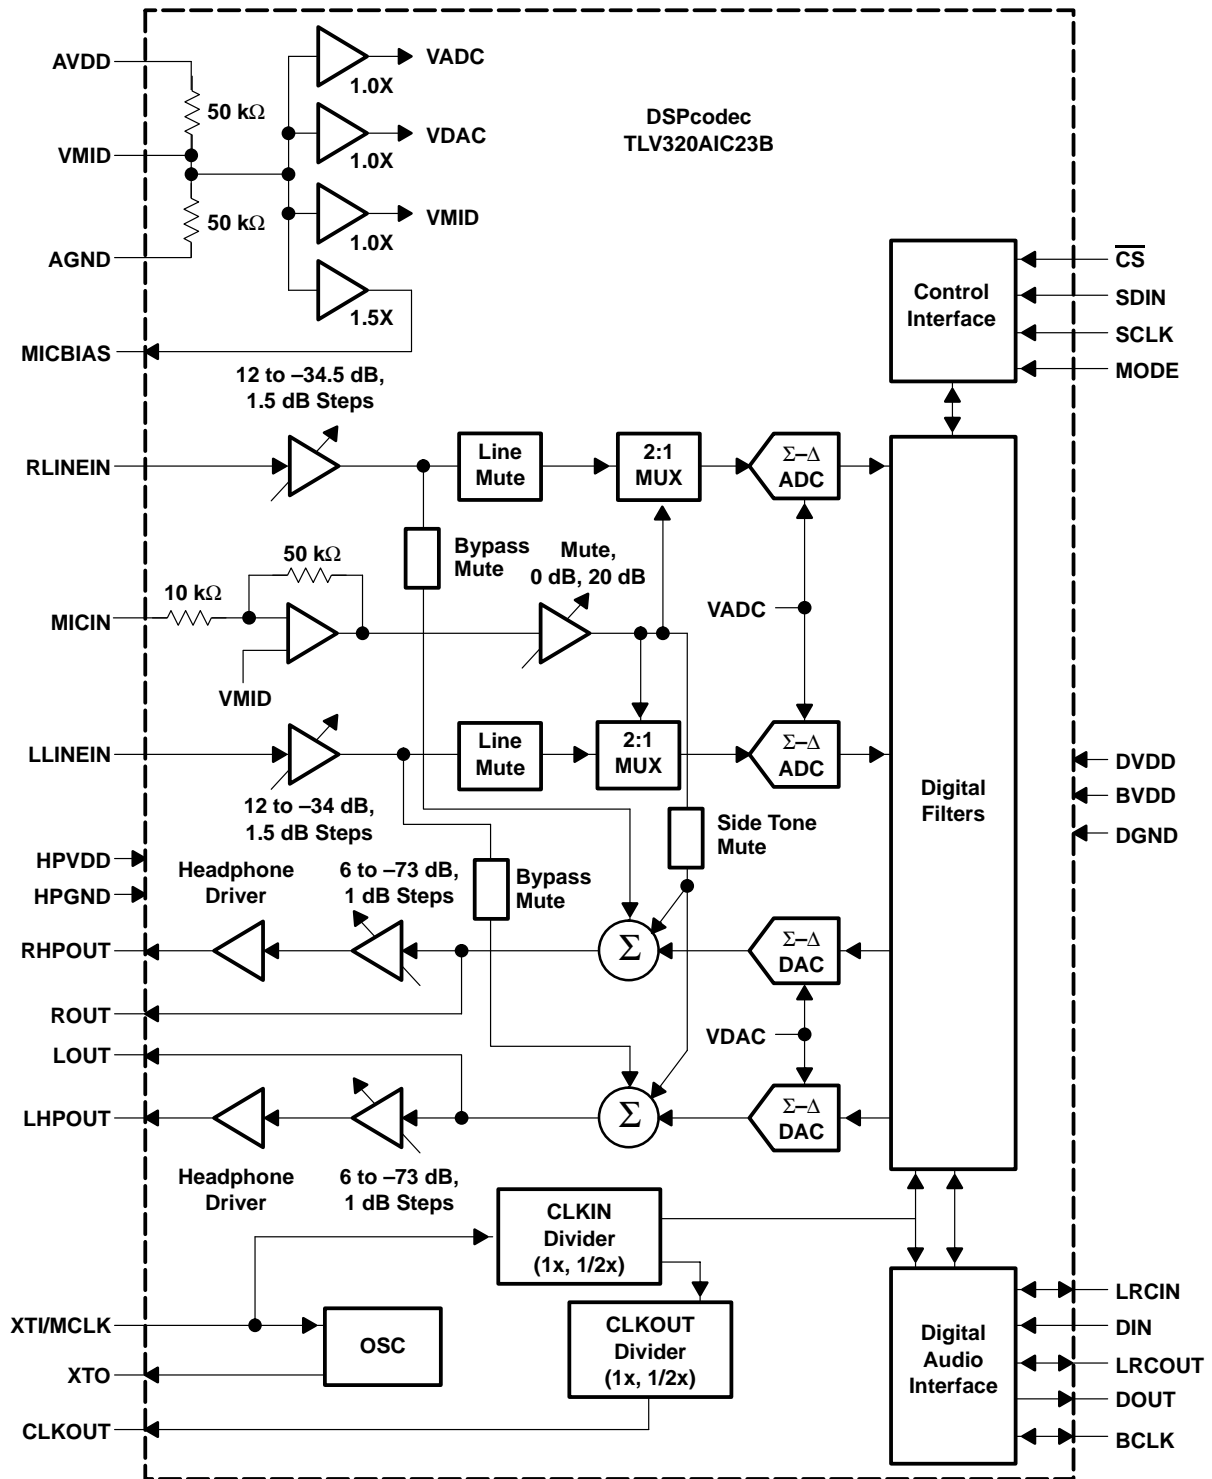 AVDD
50 kΩ
VMID
50 kΩ
AGND
MICBIAS
1.0X
VADC
1.0X
VDAC
1.0X
VMID
1.5X
DSPcodec
TLV320AIC23B
Control
Interface
CS
SDIN
SCLK
MODE
12 to –34.5 dB,
1.5 dB Steps
RLINEIN
Line
Mute
2:1
MUX
Σ–Δ
ADC
Bypass
Mute
50 kΩ
10 kΩ
MICIN
VMID
Mute,
0 dB, 20 dB
VADC
LLINEIN
12 to –34 dB,
1.5 dB Steps
Line
Mute
2:1
MUX
Σ–Δ
ADC
Digital
Filters
DVDD
BVDD
DGND
Side Tone
Mute
Bypass
Mute
HPVDD
HPGND
Headphone
Driver
6 to –73 dB,
1 dB Steps
RHPOUT
Σ
Σ–Δ
DAC
ROUT
LOUT
VDAC
LHPOUT
Σ
Σ–Δ
DAC
Headphone
Driver
6 to –73 dB,
1 dB Steps
CLKIN
Divider
(1x, 1/2x)
XTI/MCLK
OSC
XTO
CLKOUT
Divider
(1x, 1/2x)
CLKOUT
Digital
Audio
Interface
LRCIN
DIN
LRCOUT
DOUT
BCLK